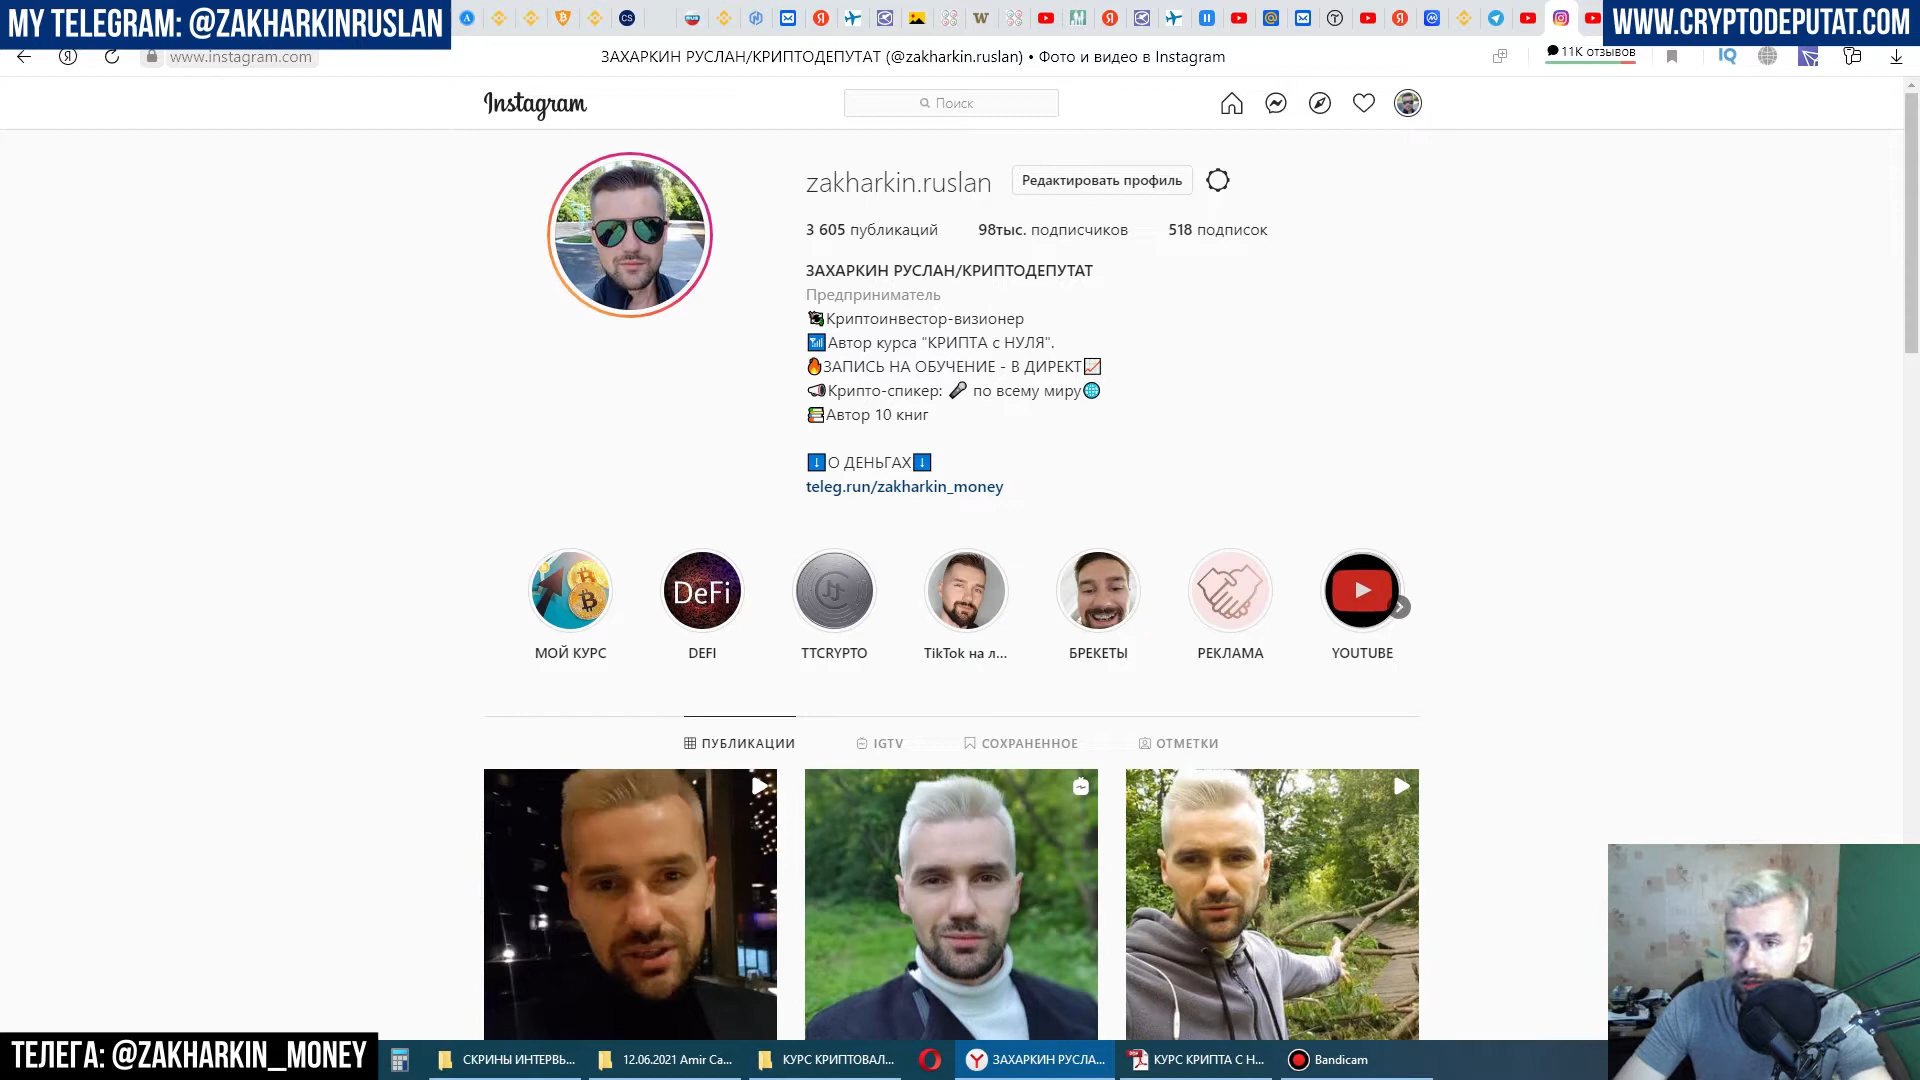 MY TELEGRAM: @ZAKHARKINRUSLAN
WWW.CRYPTODEPUTAT.COM
www.instagram.com
ЗАХАРКИН РУСЛАН/КРИПТОДЕПУТАТ (@zakharkin.ruslan) • Фото и видео в Instagram
11K отзывов
Instagram
Поиск
zakharkin.ruslan
Редактировать профиль
3 605 публикаций
98тыс. подписчиков
518 подписок
ЗАХАРКИН РУСЛАН/КРИПТОДЕПУТАТ
Предприниматель
Криптоинвестор-визионер
Автор курса "КРИПТА с НУЛЯ".
ЗАПИСЬ НА ОБУЧЕНИЕ - В ДИРЕКТ
Крипто-спикер: по всему миру
Автор 10 книг
О ДЕНЬГАХ
teleg.run/zakharkin_money
DeFi
МОЙ КУРС
DEFI
TTCRYPTO
TikTok на л...
БРЕКЕТЫ
РЕКЛАМА
YOUTUBE
ПУБЛИКАЦИИ
IGTV
СОХРАНЕННОЕ
ОТМЕТКИ
ТЕЛЕГА: @ZAKHARKIN_MONEY
СКРИНЫ ИНТЕРВЬ...
12.06.2021 Amir Ca...
КУРС КРИПТОВАЛ...
ЗАХАРКИН РУСЛА...
КУРС КРИПТА С Н...
Bandicam